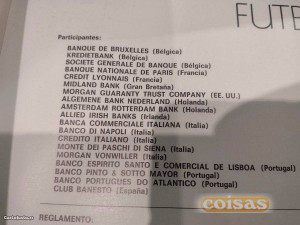 FUTE
Participantes:
BANQUE DE BRUXELLES (Bélgica)
KREDIETBANK (Bélgica)
SOCIETE GENERALE DE BANQUE (Bélgica)
BANQUE NATIONALE DE PARIS (Francia)
CREDIT LYONNAIS (Francia)
MIDLAND BANK (Gran Bretaña)
MORGAN GUARANTY TRUST COMPANY (EE. UU.)
ALGEMENE BANK NEDERLAND (Holanda)
AMSTERDAM ROTTERDAM BANK (Holanda)
ALLIED IRISH BANKS (Irlanda)
BANCA COMMERCIALE ITALIANA (Italia)
BANCO DI NAPOLI (Italia)
CREDITO ITALIANO (Italia)
MONTE DEI PASCHI DI SIENA (Italia)
MORGAN VONWILLER (Italia)
BANCO ESPIRITO SANTO E COMERCIAL DE LISBOA (Portugal)
BANCO PINTO & SOTTO MAYOR (Portugal)
BANCO PORTUGUES DO ATLANTICO (Portugal)
CLUB BANESTO (España)
coisas
REGLAMENTO: